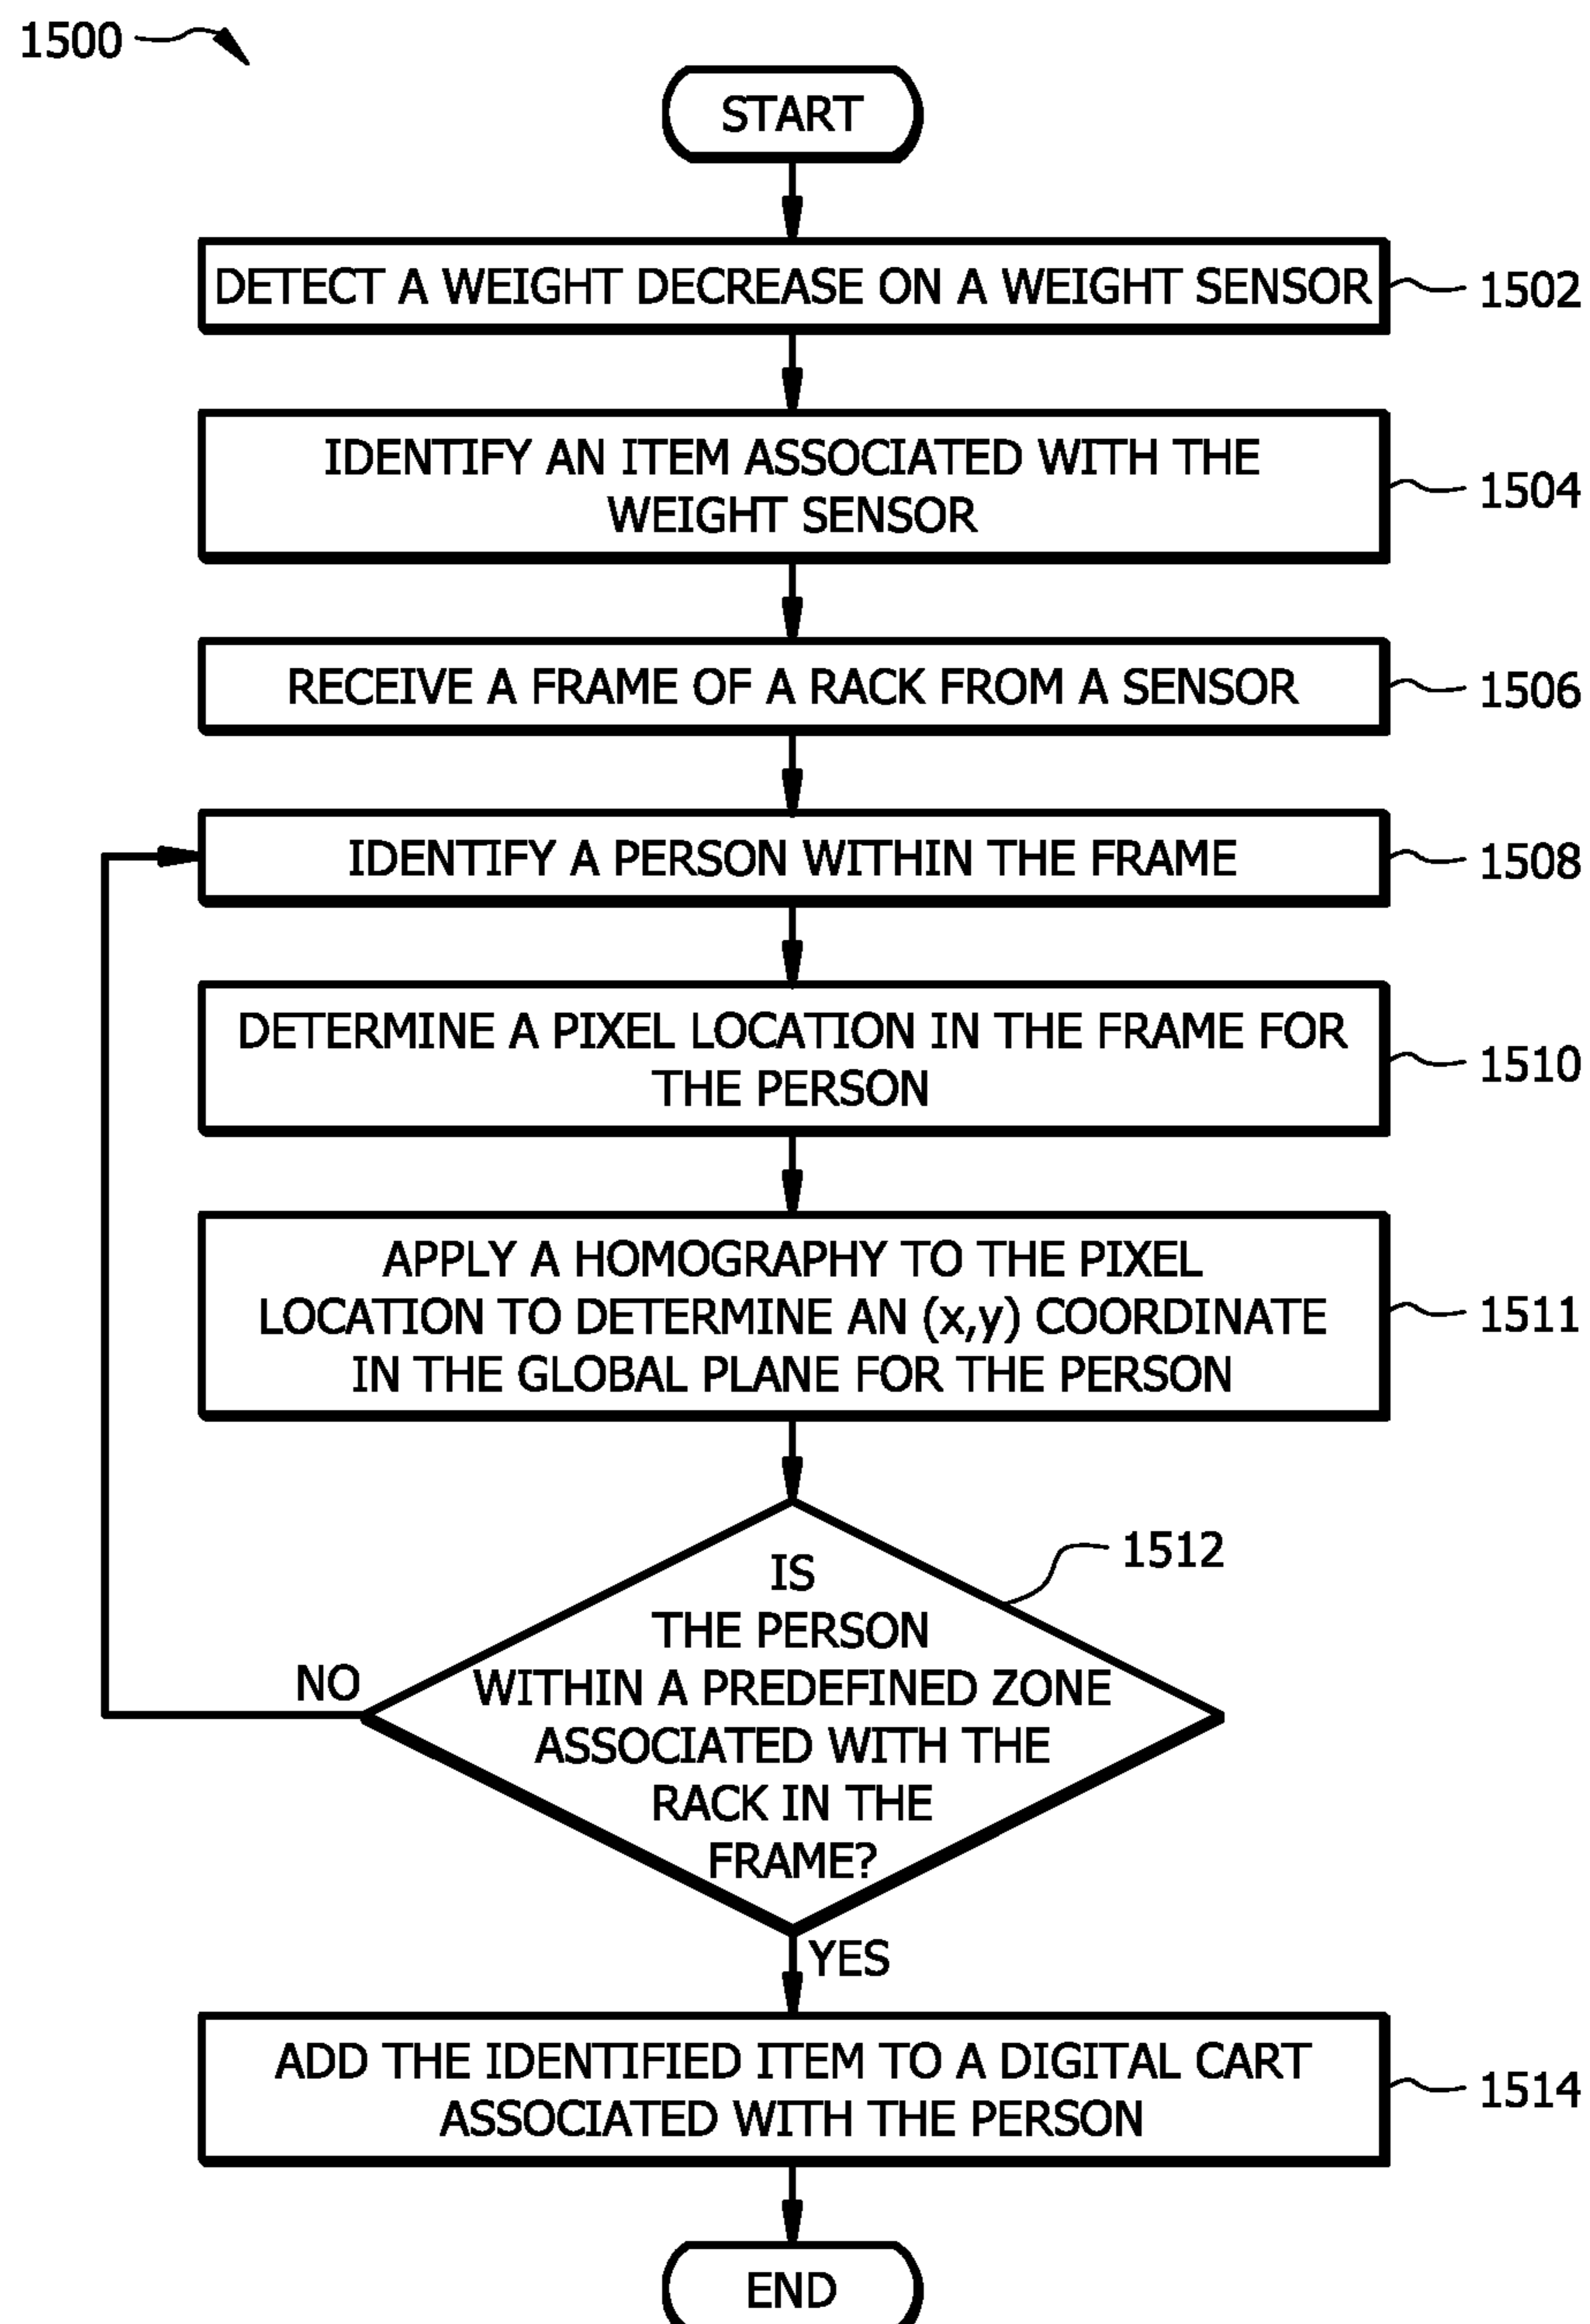 1500
START
DETECT A WEIGHT DECREASE ON A WEIGHT SENSOR
1502
IDENTIFY AN ITEM ASSOCIATED WITH THE
WEIGHT SENSOR
1504
RECEIVE A FRAME OF A RACK FROM A SENSOR
1506
IDENTIFY A PERSON WITHIN THE FRAME
1508
DETERMINE A PIXEL LOCATION IN THE FRAME FOR
THE PERSON
1510
APPLY A HOMOGRAPHY TO THE PIXEL
LOCATION TO DETERMINE AN (x,y) COORDINATE
IN THE GLOBAL PLANE FOR THE PERSON
1511
1512
IS
THE PERSON
WITHIN A PREDEFINED ZONE
ASSOCIATED WITH THE
RACK IN THE
FRAME?
NO
YES
ADD THE IDENTIFIED ITEM TO A DIGITAL CART
ASSOCIATED WITH THE PERSON
1514
END